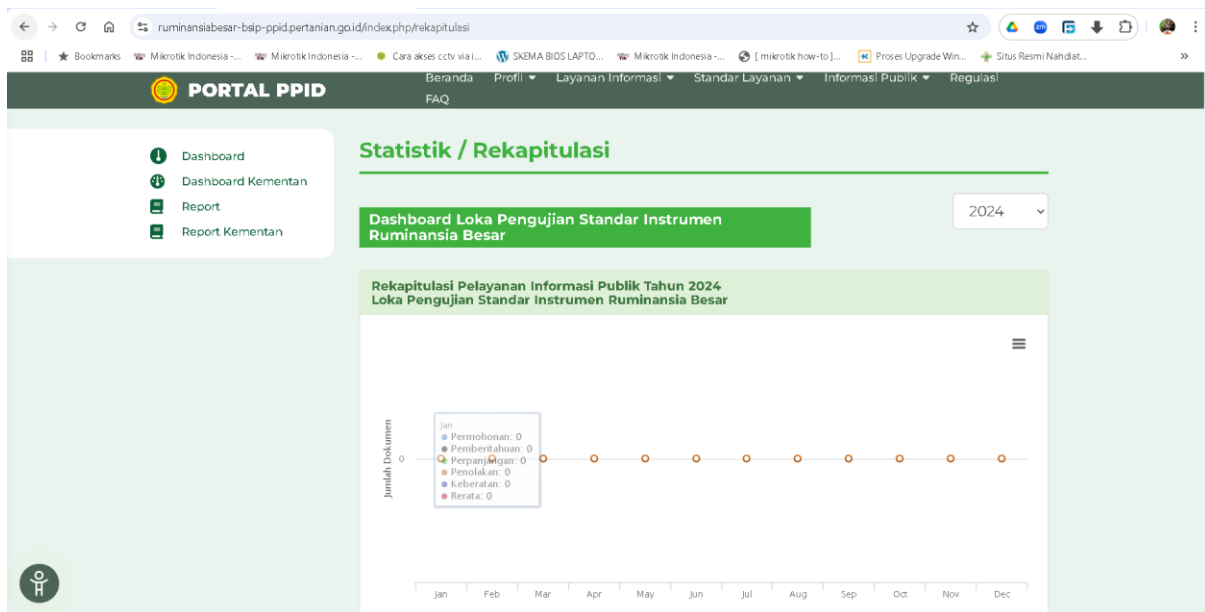 ruminansiabesar-bsip-ppid.pertanian.go.id/index.php/rekapitulasi
Bookmarks Mikrotik Indonesia -... Mikrotik Indonesia -... Cara akses cctv via i... SKEMA BIOS LAPTO... Mikrotik Indonesia -... [ mikrotik how-to ]... Proses Upgrade Win... Situs Resmi Nahdlat... »
PORTAL PPID
Beranda Profil Layanan Informasi Standar Layanan Informasi Publik Regulasi
FAQ
Dashboard
Dashboard Kementan
Report
Report Kementan
Statistik / Rekapitulasi
2024
Dashboard Loka Pengujian Standar Instrumen
Ruminansia Besar
Rekapitulasi Pelayanan Informasi Publik Tahun 2024
Loka Pengujian Standar Instrumen Ruminansia Besar
Jumlah Dokumen
0
Jan
Permohonan: 0
Pemberitahuan: 0
Perpanjangan: 0
Penolakan: 0
Keberatan: 0
Rerata: 0
Jan Feb Mar Apr May Jun Jul Aug Sep Oct Nov Dec